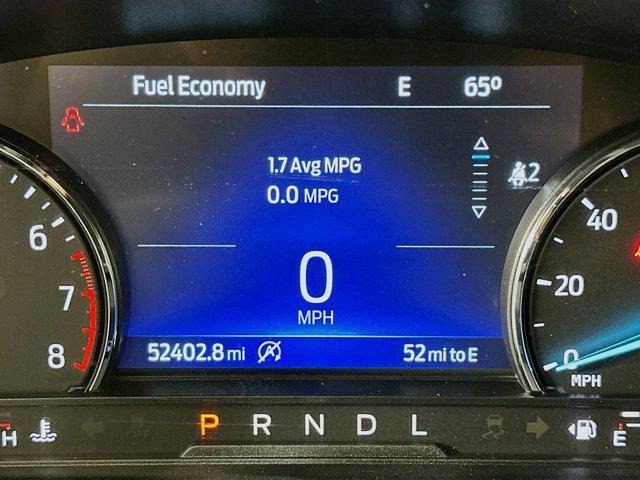 Fuel Economy E 65º
1.7 Avg MPG
0.0 MPG
2
6
7
8
40
20
0
MPH
0
MPH
52402.8 mi A 52 mi to E
H P R N D L E